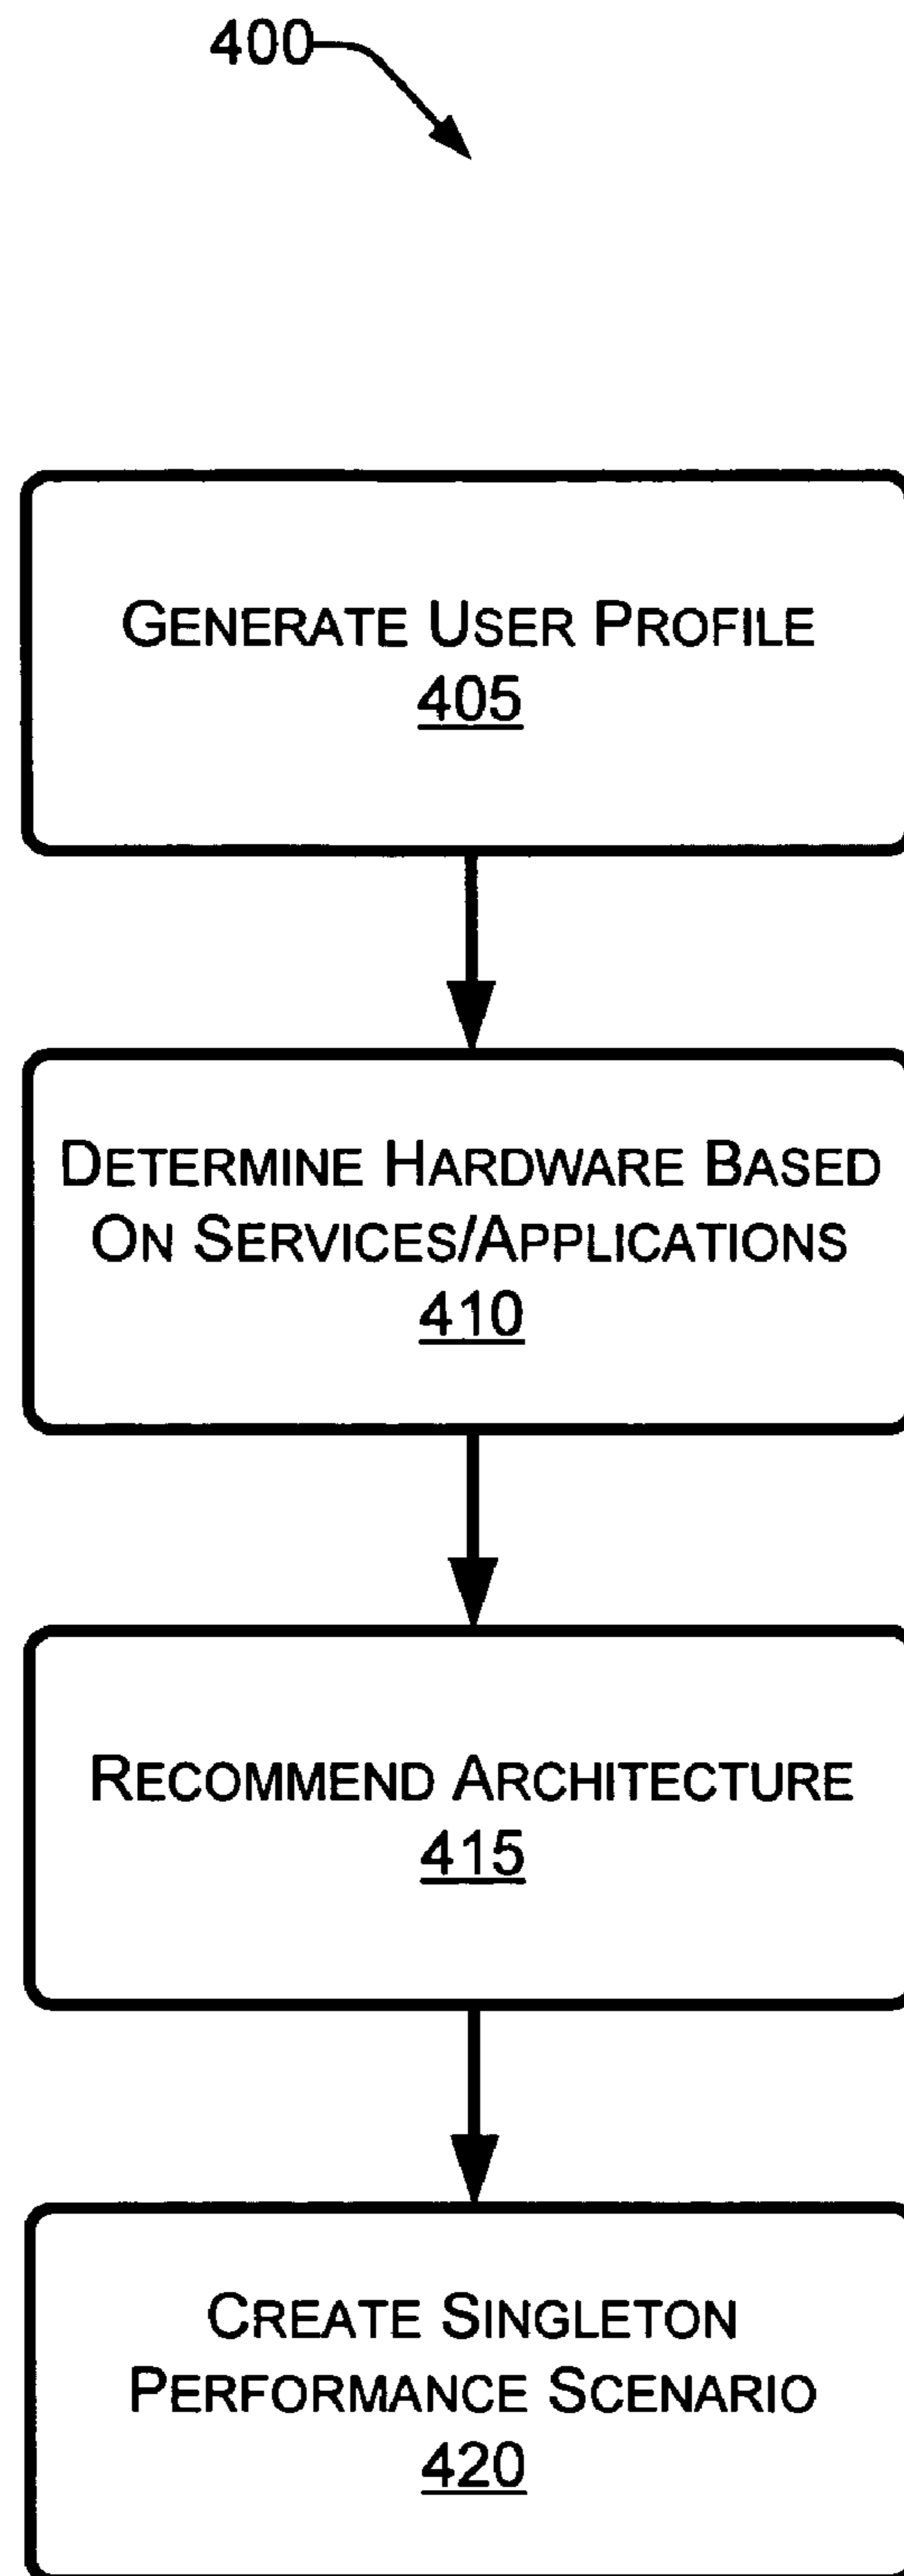 400
GENERATE USER PROFILE
405
DETERMINE HARDWARE BASED
ON SERVICES/APPLICATIONS
410
RECOMMEND ARCHITECTURE
415
CREATE SINGLETON
PERFORMANCE SCENARIO
420